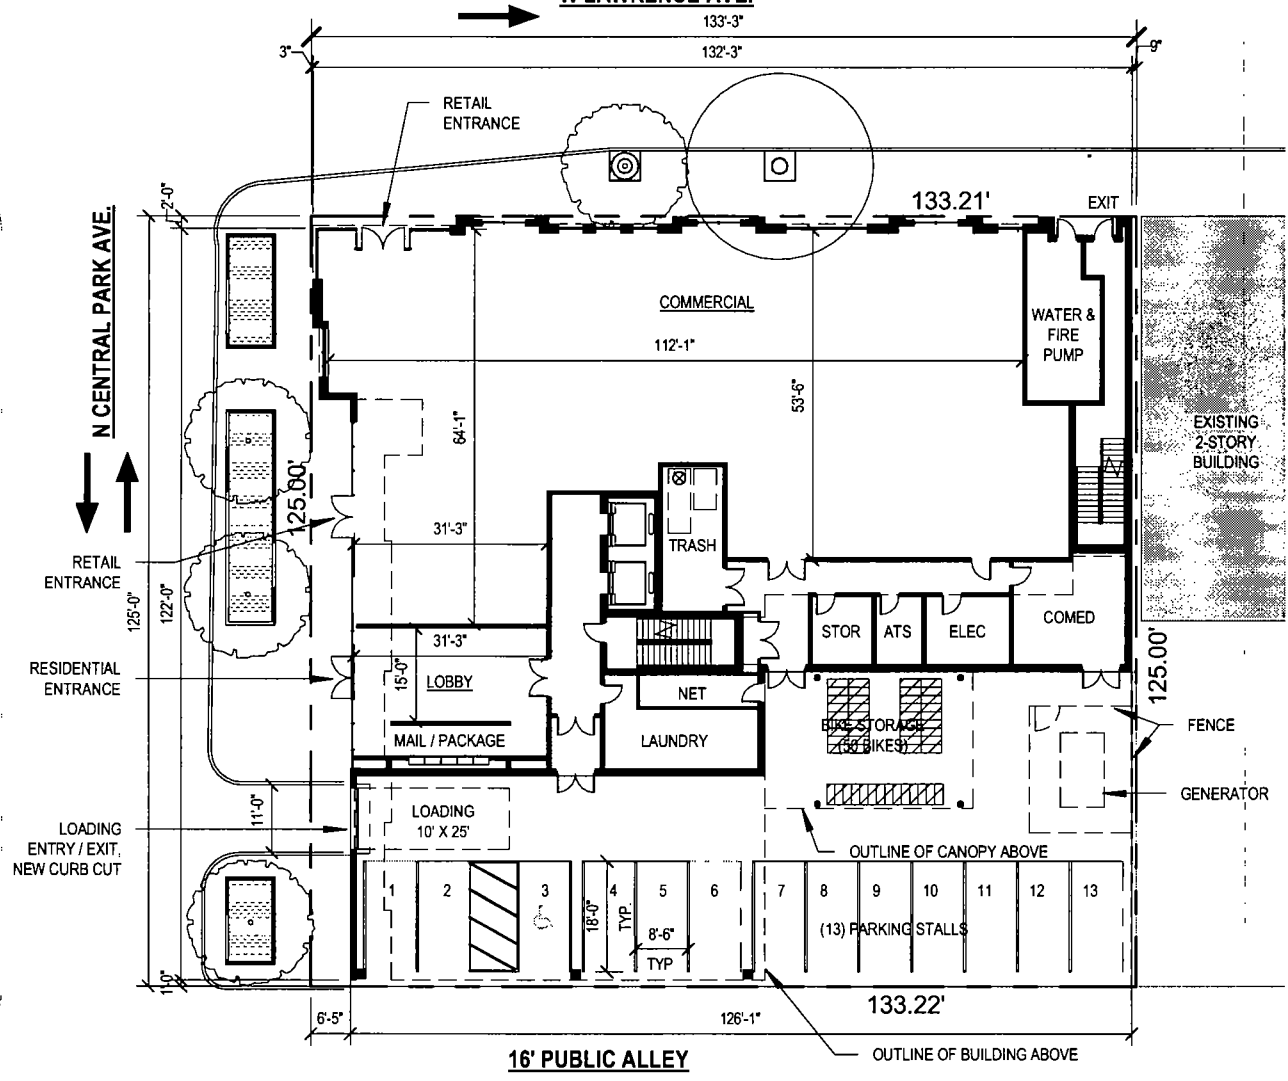 W LAWRENCE AVE.
133'-3"
3"
132'-3"
9"
RETAIL
ENTRANCE
2'-0"
133.21'
EXIT
N CENTRAL PARK AVE.
COMMERCIAL
WATER &
FIRE
PUMP
112'-1"
53'-6"
64'-1"
EXISTING
2-STORY
BUILDING
125.00'
31'-3"
TRASH
RETAIL
ENTRANCE
125'-0"
122'-0"
STOR
ATS
ELEC
COMED
31'-3"
15'-0"
LOBBY
RESIDENTIAL
ENTRANCE
NET
125.00'
MAIL / PACKAGE
LAUNDRY
BIKE STORAGE
(50 BIKES)
FENCE
GENERATOR
11'-0"
LOADING
10' X 25'
LOADING
ENTRY / EXIT,
NEW CURB CUT
OUTLINE OF CANOPY ABOVE
1
2
3
4
5
6
7
8
9
10
11
12
13
18'-0"
TYP.
8'-6"
TYP
(13) PARKING STALLS
1'-0"
133.22'
6'-5"
126'-1"
16' PUBLIC ALLEY
OUTLINE OF BUILDING ABOVE